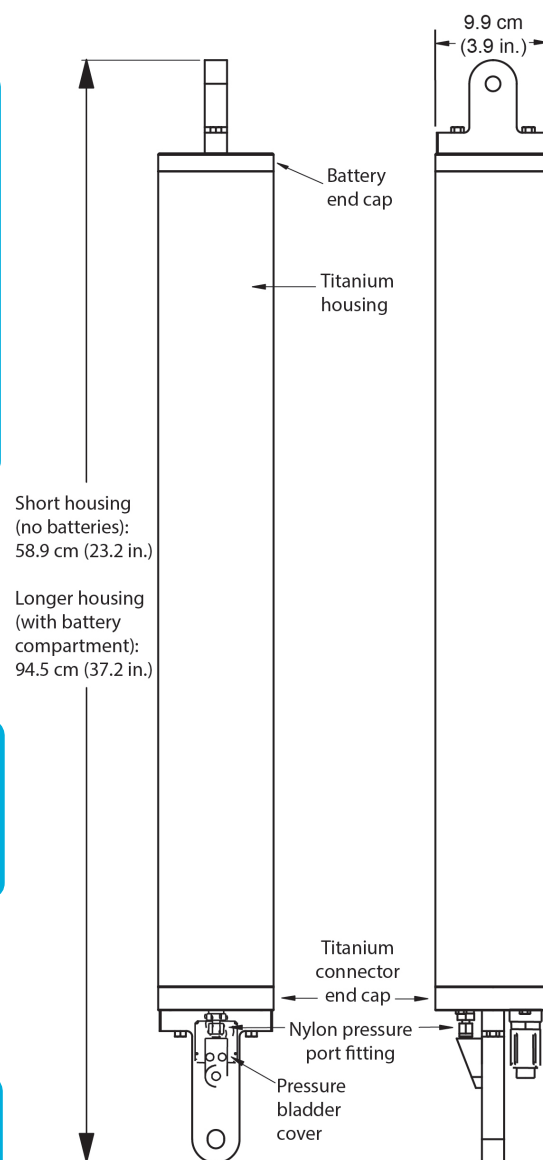 9.9 cm
(3.9 in.)
Battery
end cap
Titanium
housing
Short housing
(no batteries):
58.9 cm (23.2 in.)
Longer housing
(with battery
compartment):
94.5 cm (37.2 in.)
Titanium
connector
end cap
Nylon pressure
port fitting
Pressure
bladder
cover